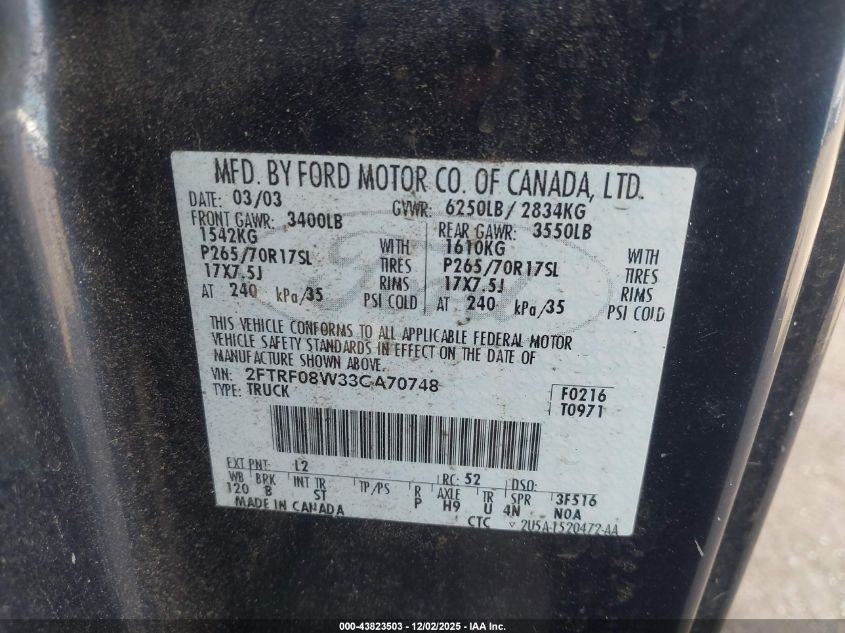 MFD. BY FORD MOTOR CO. OF CANADA, LTD.
DATE: 03/03 GVWR: 6250LB/ 2834KG
FRONT GAWR: 3400LB REAR GAWR: 3550LB
1542KG WITH 1610KG WITH
P265/70R17SL TIRES P265/70R17SL TIRES
17X7.5J RIMS 17X7.5J RIMS
AT 240 kPa/35 PSI COLD AT 240 kPa/35 PSI COLD
THIS VEHICLE CONFORMS TO ALL APPLICABLE FEDERAL MOTOR
VEHICLE SAFETY STANDARDS IN EFFECT ON THE DATE OF
MANUFACTURE SHOWN ABOVE.
VIN: 2FTRF08W33CA70748 F0216
TYPE: TRUCK T0971
EXT PNT: L2 RC: 52 DSO:
WB BRK INT TR TP/PS R AXLE TR SPR 3F516
120 B ST P H9 U 4N NOA
MADE IN CANADA CTC 2U5A-1520472-AA
Ford
000-43823503 - 12/02/2025 - IAA Inc.